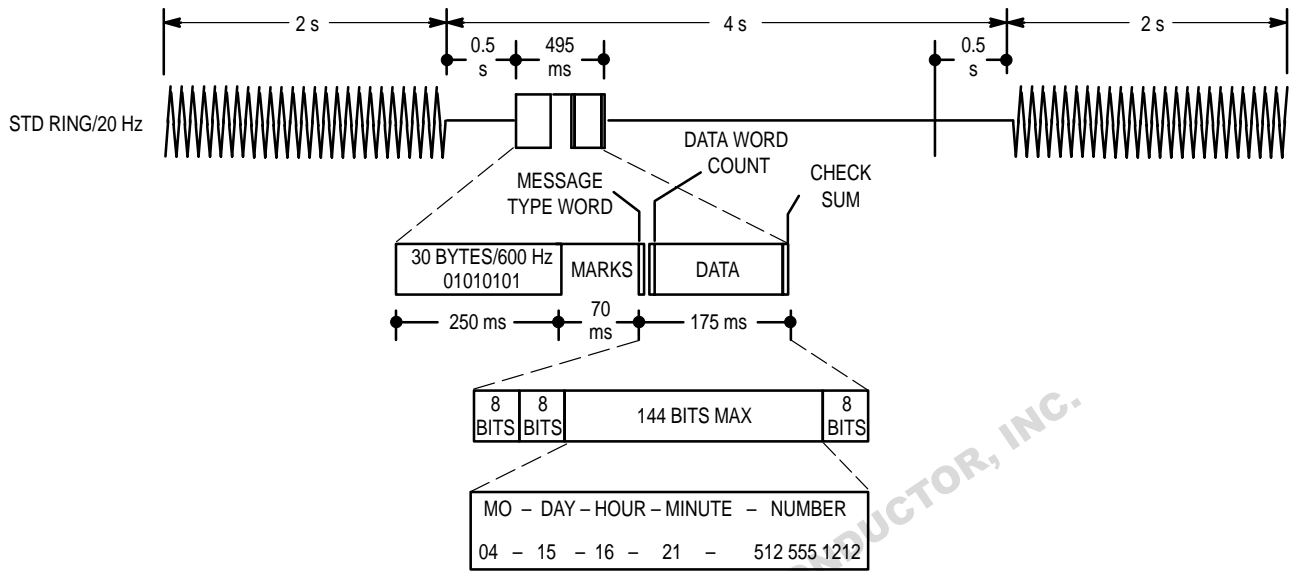 2 s
4 s
2 s
0.5
s
495
ms
0.5
s
STD RING/20 Hz
DATA WORD
COUNT
MESSAGE
TYPE WORD
CHECK
SUM
30 BYTES/600 Hz
01010101
MARKS
DATA
250 ms
70
ms
175 ms
8
BITS
8
BITS
144 BITS MAX
8
BITS
MO – DAY – HOUR – MINUTE – NUMBER
04 – 15 – 16 – 21 – 512 555 1212
INC.